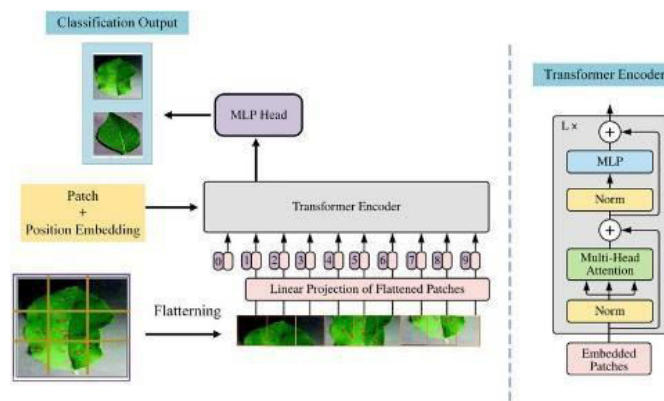 Classification Output
MLP Head
Patch
+
Position Embedding
Transformer Encoder
0 1 2 3 4 5 6 7 8 9
Linear Projection of Flattened Patches
Flatterning
Transformer Encoder
L ×
+
MLP
Norm
+
Multi-Head
Attention
Norm
Embedded
Patches